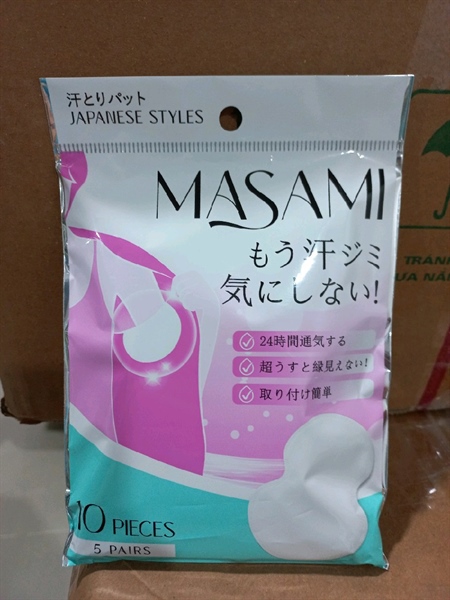 汗とりパット
JAPANESE STYLES
MASAMI
もう汗ジミ
気にしない!
24時間通気する
超うすと縁見えない!
取り付け簡単
10 PIECES
5 PAIRS
TRÁN